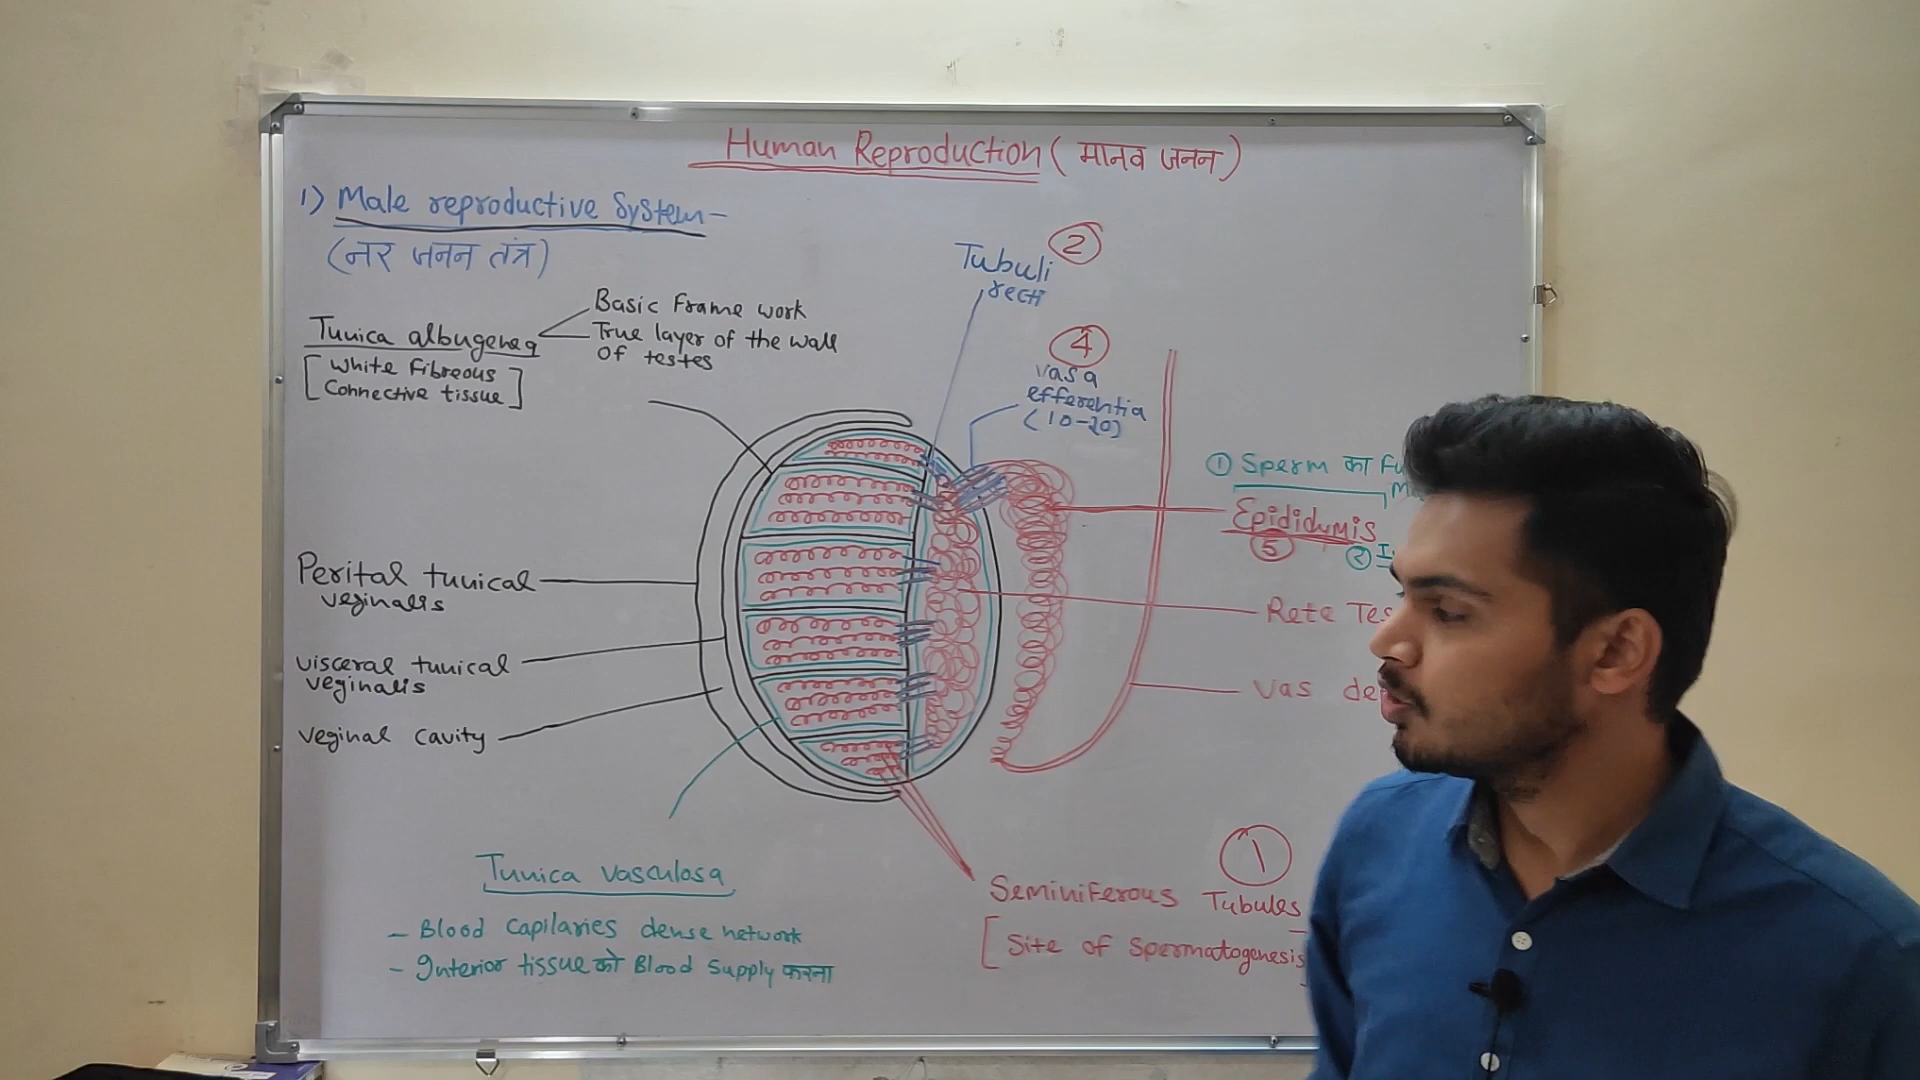 Human Reproduction ( मानव जनन )
1) Male reproductive System -
( नर जनन तंत्र )
Tubuli
recti
2
Basic Frame work
True layer of the wall
Of testes
Tunica albugenea
[ White Fibreous
Connective tissue ]
4
Vasa
efferentia
( 10-20 )
① Sperm का
Epididumis
5
②
Perital tunical
veginalis
Rete
visceral tunical
veginalis
Vas
veginal cavity
Tunica vasculosa
- Blood capilaries dense network
- Interior tissue को Blood Supply करना
1
Seminiferous Tubules
[ Site of Spermatogenesis